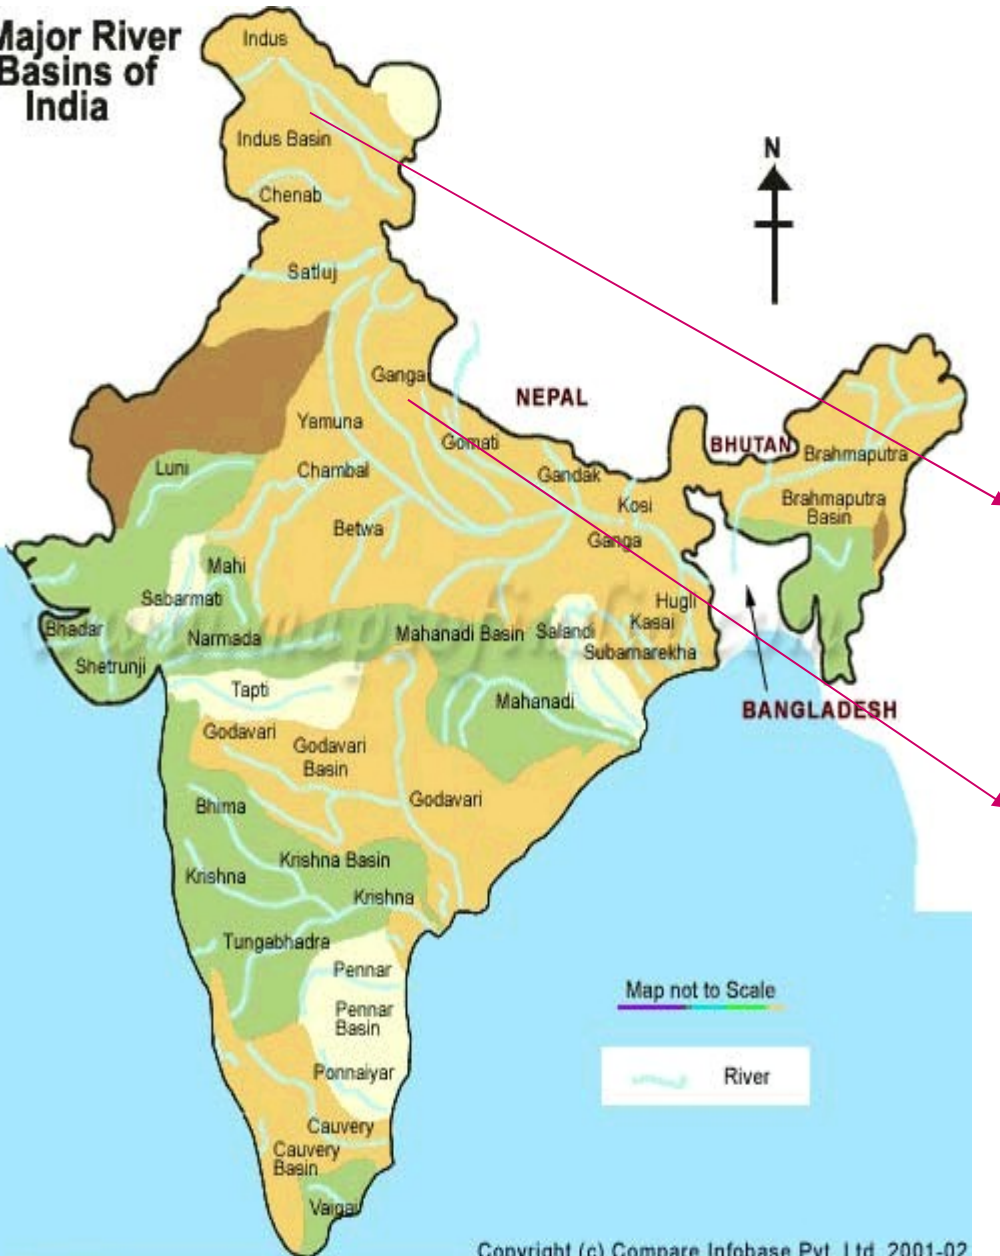 Major River
Basins of
India
Indus
Indus Basin
Chenab
N
Satluj
Ganga
NEPAL
Yamuna
Gomati
BHUTAN
Brahmaputra
Luni
Chambal
Gandak
Brahmaputra
Basin
Kosi
Betwa
Ganga
Mahi
Sabarmati
Hugli
Bhadar
Narmada
Mahanadi Basin
Salandi
Kasai
Shetrunji
Subarnarekha
Tapti
Mahanadi
BANGLADESH
Godavari
Godavari
Basin
Bhima
Godavari
Krishna Basin
Krishna
Krishna
Tungabhadra
Pennar
Map not to Scale
Pennar
Basin
Ponnaiyar
River
Cauvery
Cauvery
Basin
Vaigai
Copyright (c) Compare Infobase Pvt. Ltd. 2001-02